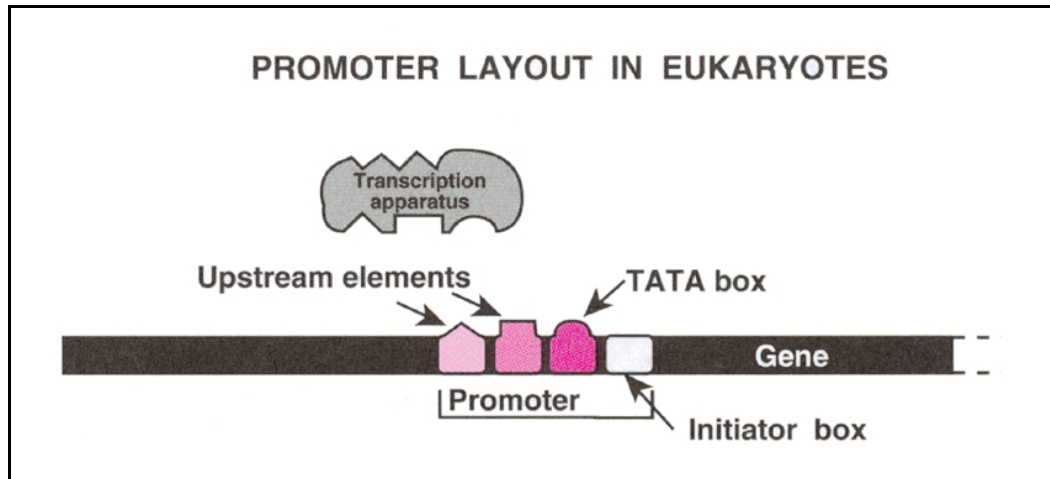 PROMOTER LAYOUT IN EUKARYOTES
Transcription
apparatus
Upstream elements
TATA box
Gene
Promoter
Initiator box